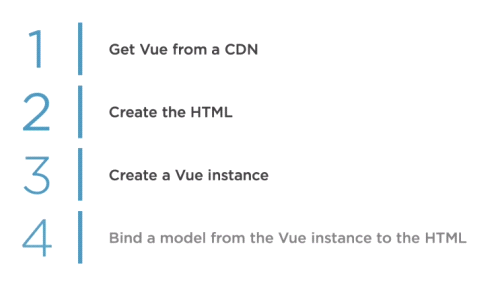 1 Get Vue from a CDN
2 Create the HTML
3 Create a Vue instance
4 Bind a model from the Vue instance to the HTML